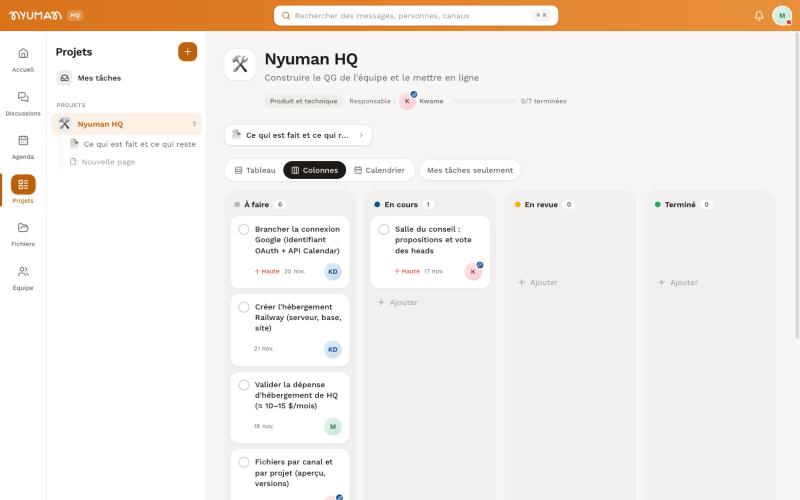 NYUMAN HQ
Rechercher des messages, personnes, canaux
⌘ K
M
Accueil
Discussions
Agenda
Projets
Fichiers
Équipe
Projets
+
Mes tâches
PROJETS
Nyuman HQ 7
Ce qui est fait et ce qui reste
Nouvelle page
Nyuman HQ
Construire le QG de l'équipe et le mettre en ligne
Produit et technique Responsable : K Kwame 0/7 terminées
Ce qui est fait et ce qui r... ›
Tableau Colonnes Calendrier Mes tâches seulement
À faire 6
Brancher la connexion
Google (identifiant
OAuth + API Calendar)
↑ Haute 20 nov. KD
Créer l'hébergement
Railway (serveur, base,
site)
21 nov. KD
Valider la dépense
d'hébergement de HQ
(≈ 10–15 $/mois)
18 nov. M
Fichiers par canal et
par projet (aperçu,
versions)
En cours 1
Salle du conseil :
propositions et vote
des heads
↑ Haute 17 nov. K
+ Ajouter
En revue 0
+ Ajouter
Terminé 0
+ Ajouter